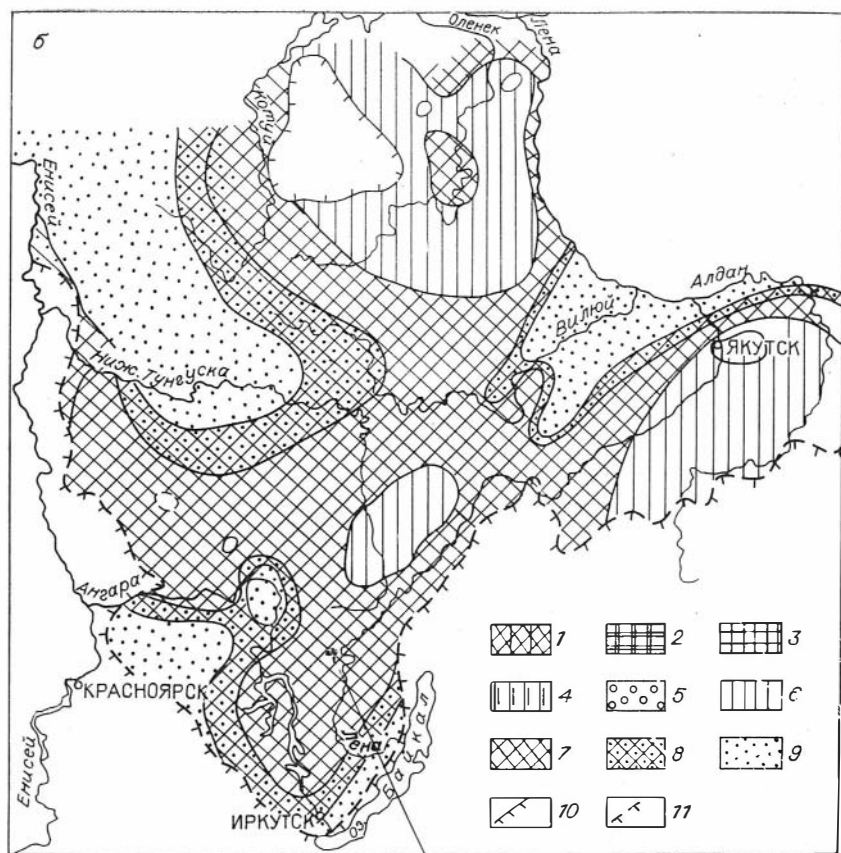 б
Оленек
Лена
Котуй
Енисей
Алдан
Вилюй
ЯКУТСК
Ниж. Тунгуска
Ангара
КРАСНОЯРСК
Лена
оз. Байкал
Енисей
ИРКУТСК
1 2 3
4 5 6
7 8 9
10 11